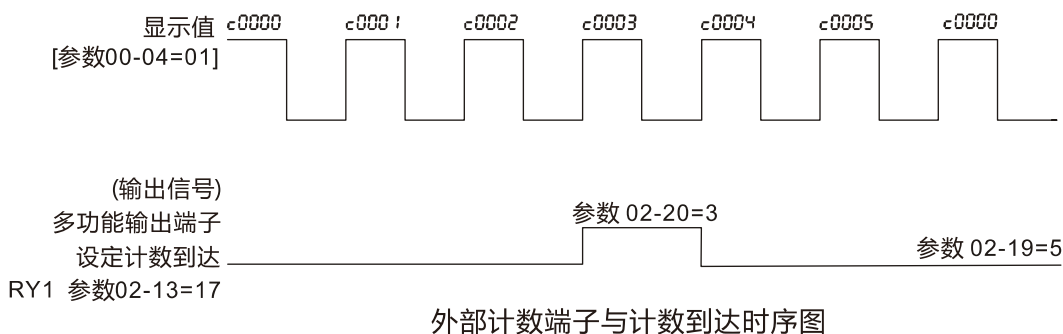 显示值 c0000 c0001 c0002 c0003 c0004 c0005 c0000
[参数00-04=01]
(输出信号)
多功能输出端子 参数 02-20=3
设定计数到达 参数 02-19=5
RY1 参数02-13=17
外部计数端子与计数到达时序图